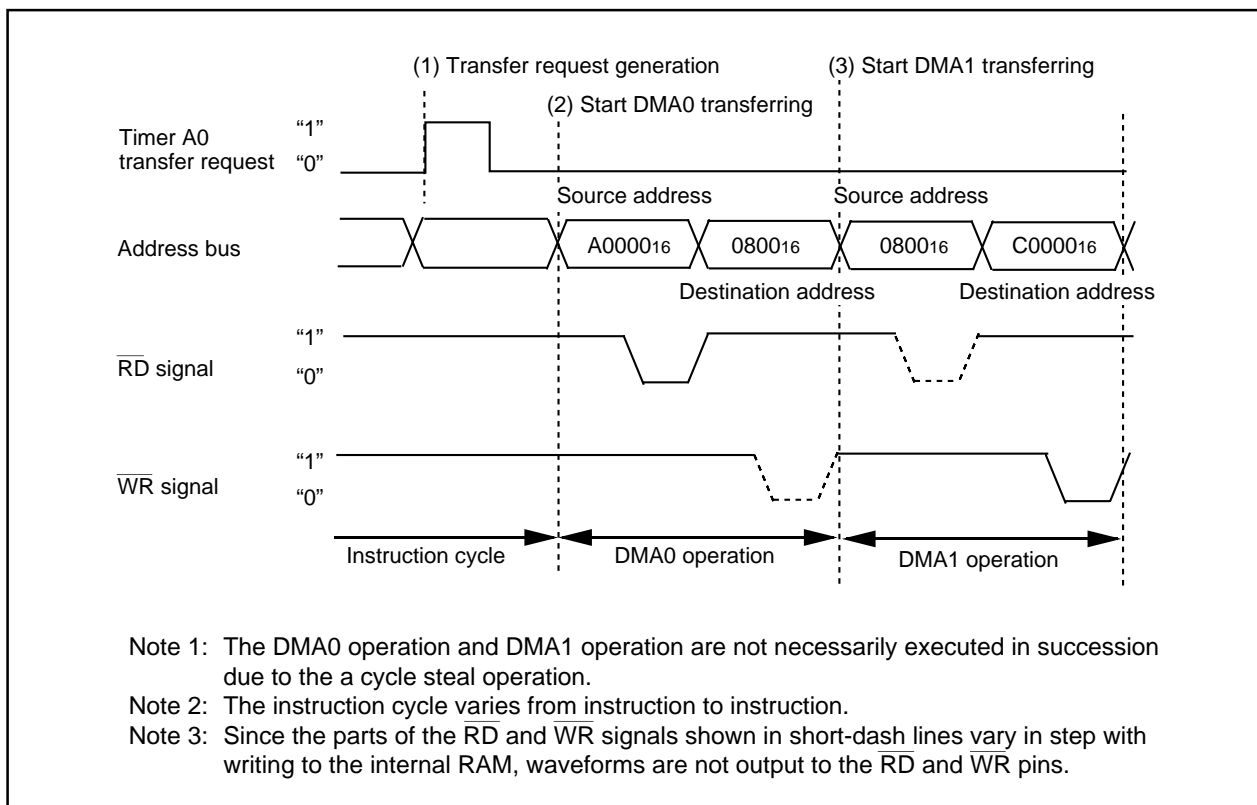 (1) Transfer request generation
(3) Start DMA1 transferring
(2) Start DMA0 transferring
Timer A0
transfer request
“1”
“0”
Source address
Source address
Address bus
A000016
080016
080016
C000016
Destination address
Destination address
RD signal
“1”
“0”
WR signal
“1”
“0”
Instruction cycle
DMA0 operation
DMA1 operation
Note 1: The DMA0 operation and DMA1 operation are not necessarily executed in succession
due to the a cycle steal operation.
Note 2: The instruction cycle varies from instruction to instruction.
Note 3: Since the parts of the RD and WR signals shown in short-dash lines vary in step with
writing to the internal RAM, waveforms are not output to the RD and WR pins.